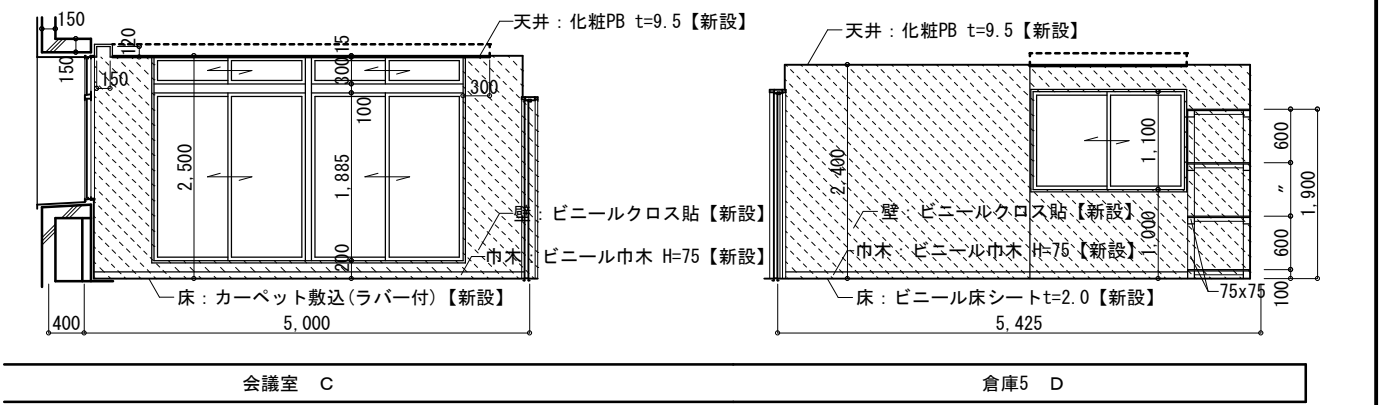 150
150
120
150
天井：化粧PB t=9.5【新設】
15
300
300
100
2,500
1,885
200
壁：ビニールクロス貼【新設】
巾木：ビニール巾木 H=75【新設】
床：カーペット敷込(ラバー付)【新設】
400
5,000
会議室 C
天井：化粧PB t=9.5【新設】
2,400
1,100
1,000
壁：ビニールクロス貼【新設】
巾木：ビニール巾木 H=75【新設】
床：ビニール床シートt=2.0【新設】
75x75
600
〃
600
100
1,900
5,425
倉庫5 D